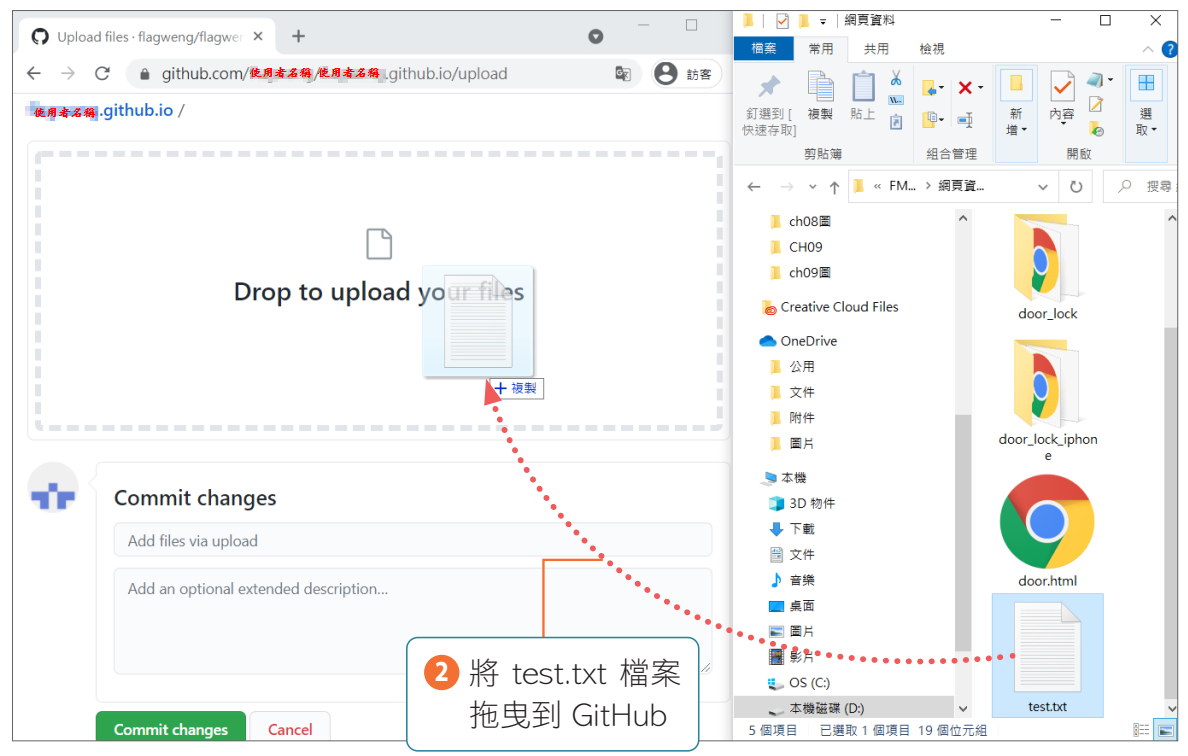 Upload files · flagweng/flagwen
github.com/使用者名稱/使用者名稱.github.io/upload
訪客
使用者名稱.github.io /
Drop to upload your files
複製
Commit changes
Add files via upload
Add an optional extended description...
Commit changes
Cancel
2 將 test.txt 檔案
拖曳到 GitHub
網頁資料
檔案
常用
共用
檢視
釘選到 [
快速存取]
複製
貼上
剪貼簿
組合管理
新
增
內容
開啟
選
取
« FM... > 網頁資...
搜尋
ch08圖
CH09
ch09圖
Creative Cloud Files
OneDrive
公用
文件
附件
圖片
本機
3D 物件
下載
文件
音樂
桌面
圖片
影片
OS (C:)
本機磁碟 (D:)
door_lock
door_lock_iphon
e
door.html
test.txt
5 個項目
已選取 1 個項目
19 個位元組